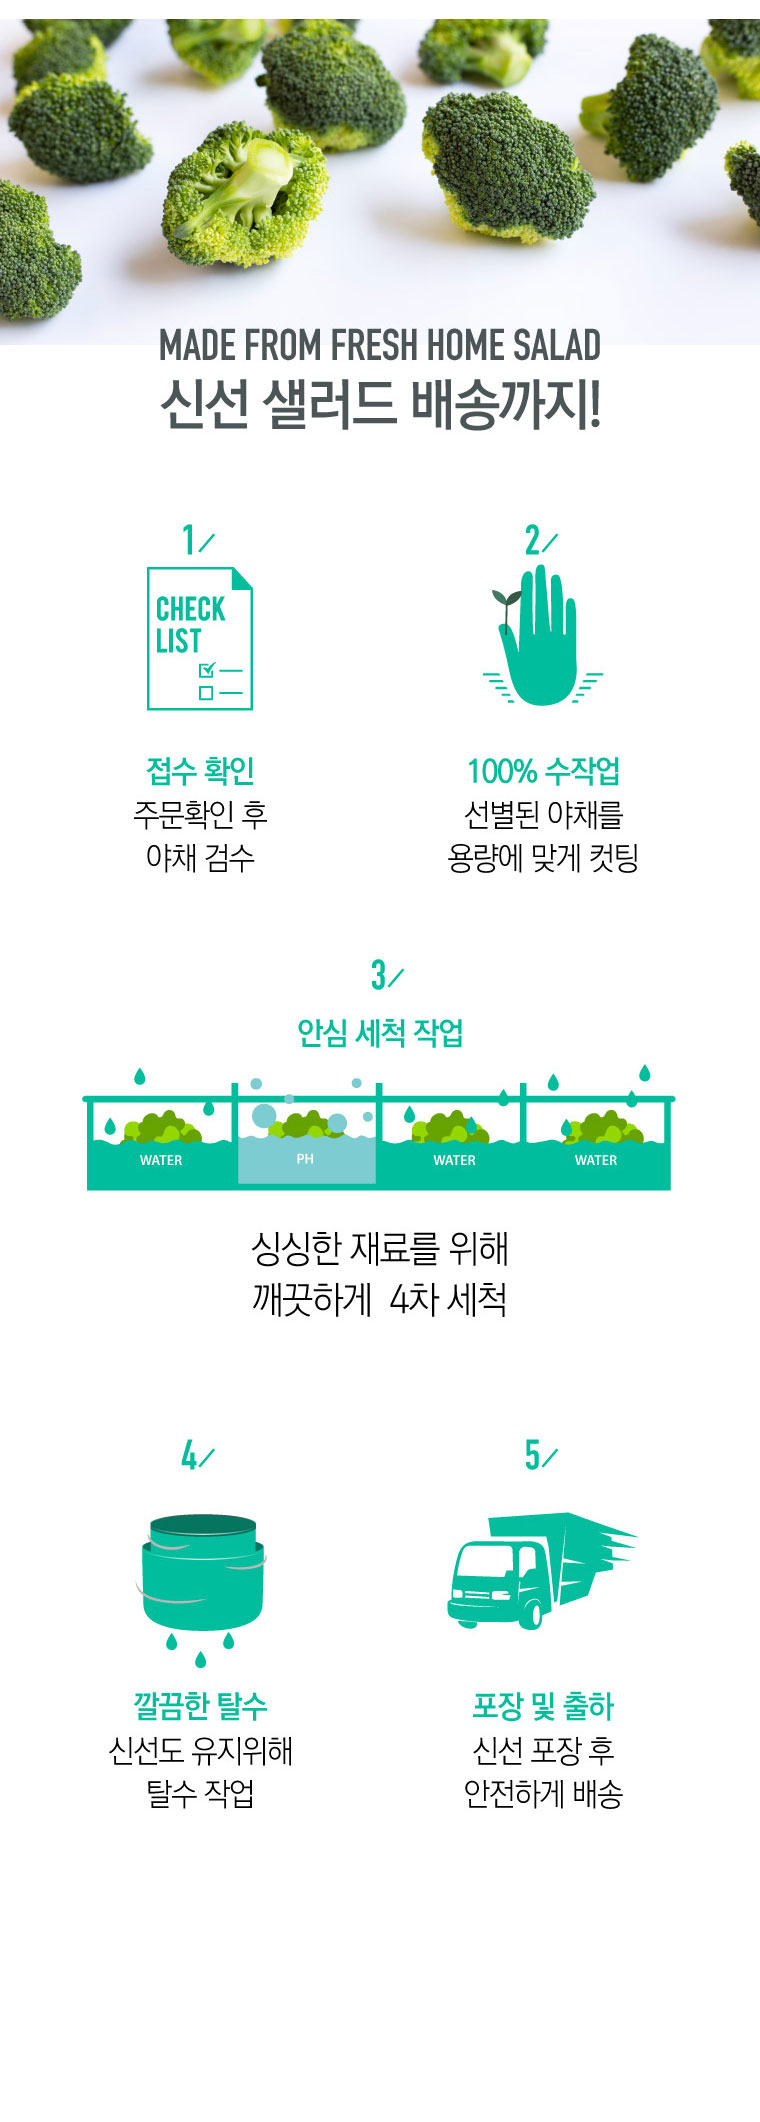 MADE FROM FRESH HOME SALAD
신선 샐러드 배송까지!
1/
CHECK
LIST
접수 확인
주문확인 후
야채 검수
2/
100% 수작업
선별된 야채를
용량에 맞게 컷팅
3/
안심 세척 작업
WATER
PH
WATER
WATER
싱싱한 재료를 위해
깨끗하게 4차 세척
4/
깔끔한 탈수
신선도 유지위해
탈수 작업
5/
포장 및 출하
신선 포장 후
안전하게 배송